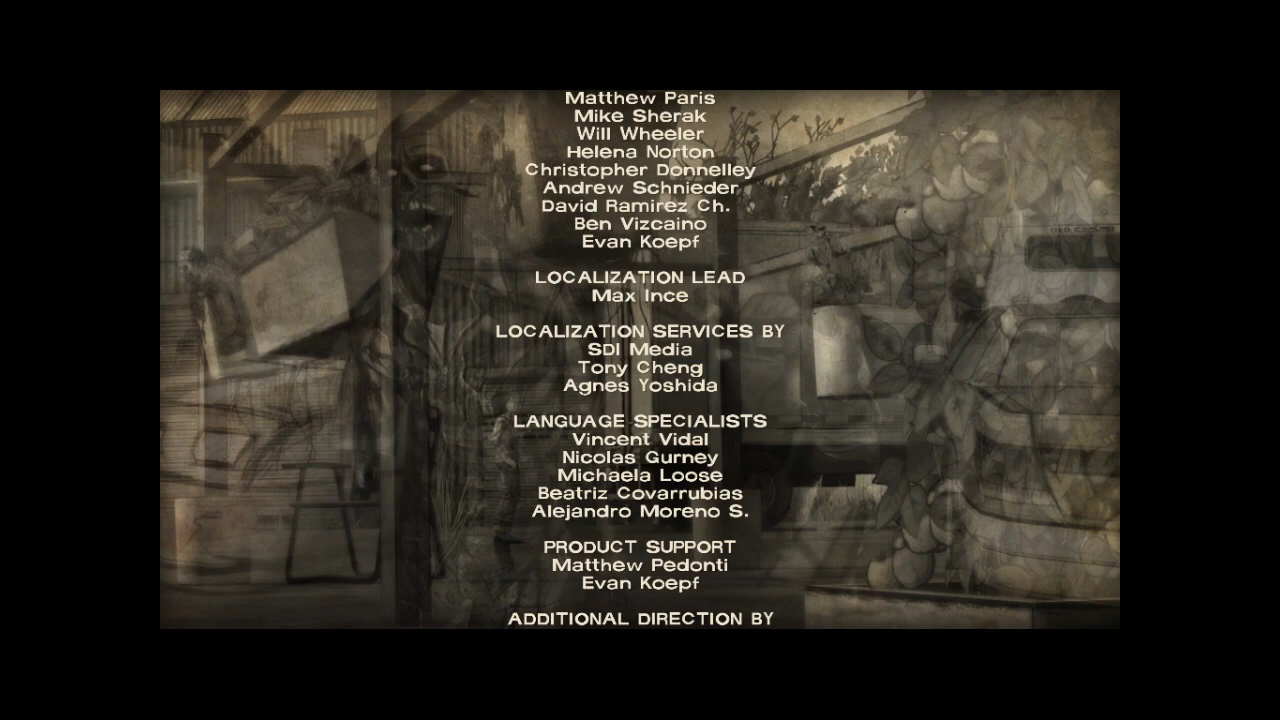 Matthew Paris
Mike Sherak
Will Wheeler
Helena Norton
Christopher Donnelley
Andrew Schnieder
David Ramirez Ch.
Ben Vizcaino
Evan Koepf
LOCALIZATION LEAD
Max Ince
LOCALIZATION SERVICES BY
SDI Media
Tony Cheng
Agnes Yoshida
LANGUAGE SPECIALISTS
Vincent Vidal
Nicolas Gurney
Michaela Loose
Beatriz Covarrubias
Alejandro Moreno S.
PRODUCT SUPPORT
Matthew Pedonti
Evan Koepf
ADDITIONAL DIRECTION BY